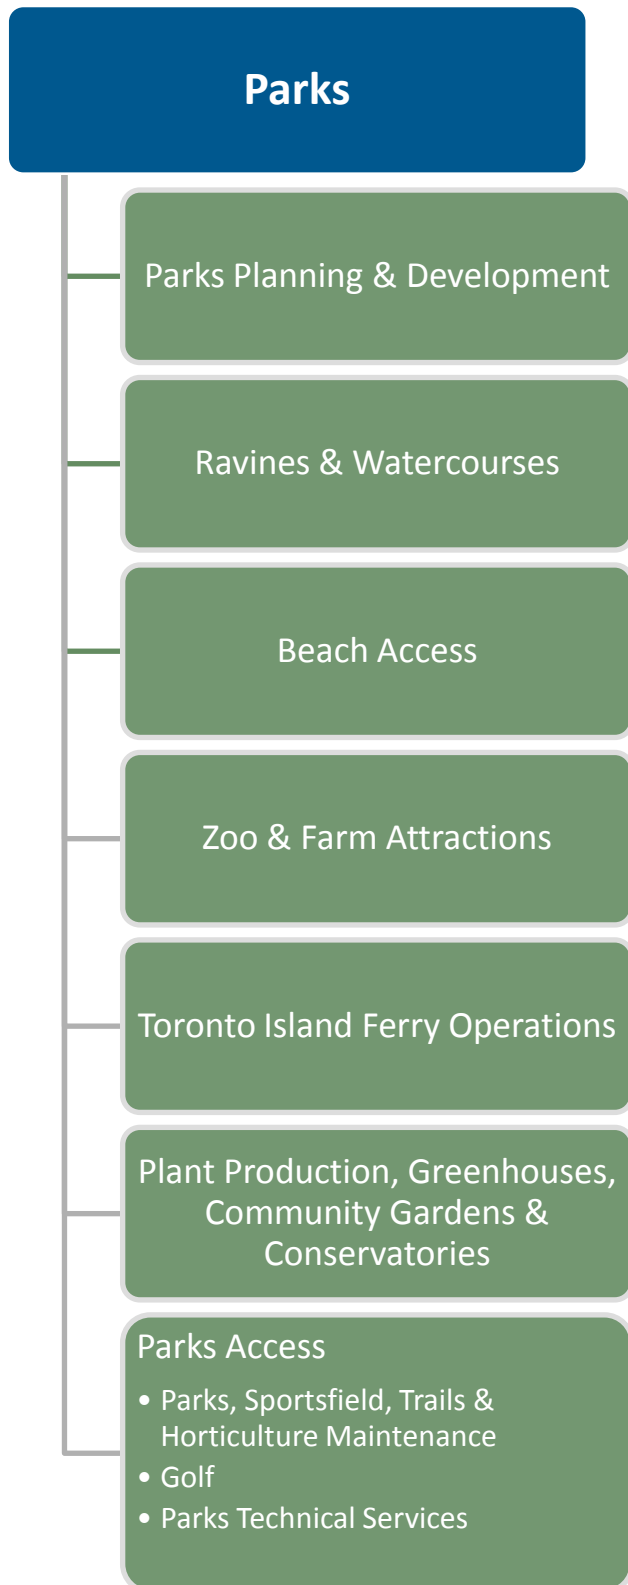 Parks
Parks Planning & Development
Ravines & Watercourses
Beach Access
Zoo & Farm Attractions
Toronto Island Ferry Operations
Plant Production, Greenhouses,
Community Gardens &
Conservatories
Parks Access
• Parks, Sportsfield, Trails &
Horticulture Maintenance
• Golf
• Parks Technical Services